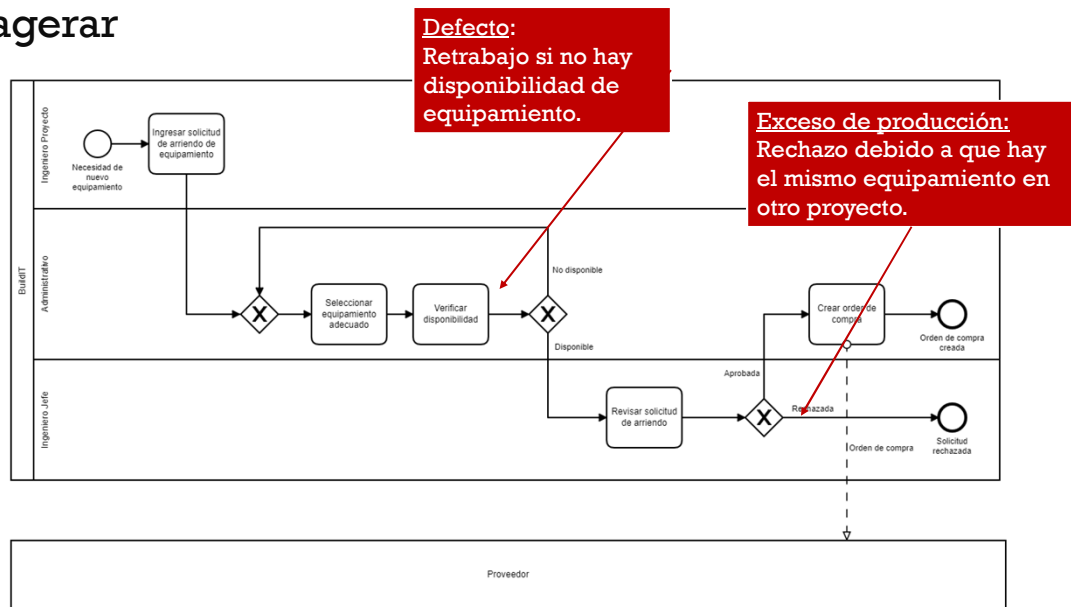 agerar
Defecto:
Retrabajo si no hay
disponibilidad de
equipamiento.
Exceso de producción:
Rechazo debido a que hay
el mismo equipamiento en
otro proyecto.
BuildIT
Ingeniero Proyecto
Necesidad de
nuevo
equipamiento
Ingresar solicitud
de arriendo de
equipamiento
Administrativo
X
Seleccionar
equipamiento
adecuado
Verificar
disponibilidad
X
No disponible
Disponible
Crear order de
compra
Orden de compra
creada
Ingeniero Jefe
Revisar solicitud
de arriendo
X
Aprobada
Rechazada
Orden de compra
Solicitud
rechazada
Proveedor